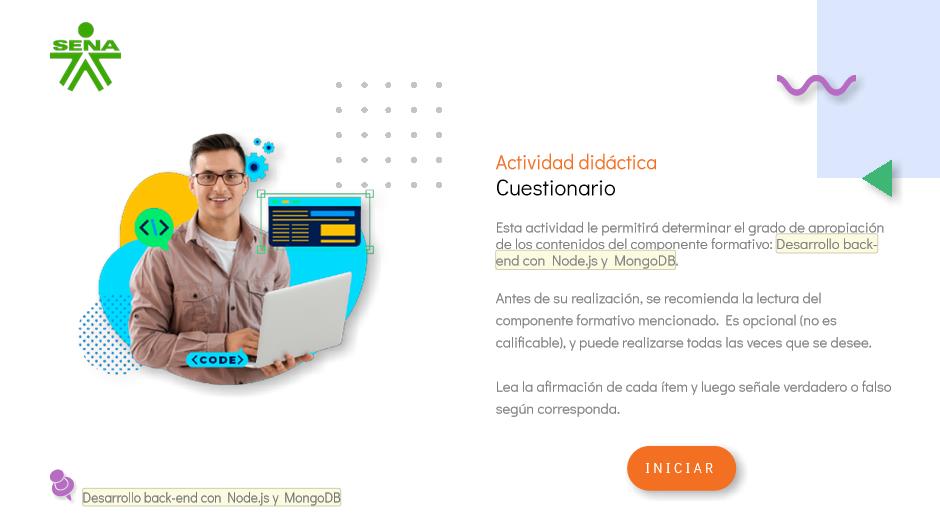 SENA
Actividad didáctica
Cuestionario
Esta actividad le permitirá determinar el grado de apropiación
de los contenidos del componente formativo: Desarrollo back-
end con Node.js y MongoDB.
Antes de su realización, se recomienda la lectura del
componente formativo mencionado. Es opcional (no es
calificable), y puede realizarse todas las veces que se desee.
Lea la afirmación de cada ítem y luego señale verdadero o falso
según corresponda.
</>
<CODE>
INICIAR
Desarrollo back-end con Node.js y MongoDB